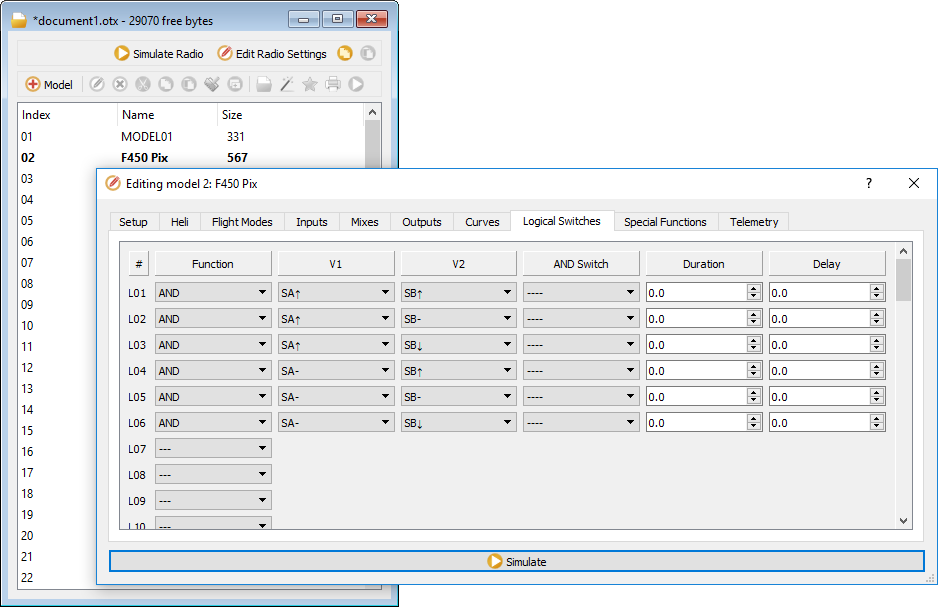 *document1.otx - 29070 free bytes
Simulate Radio Edit Radio Settings
Model
Index Name Size
01 MODEL01 331
02 F450 Pix 567
03
04
05
06
07
08
09
10
11
12
13
14
15
16
17
18
19
20
21
22
Editing model 2: F450 Pix ?
Setup Heli Flight Modes Inputs Mixes Outputs Curves Logical Switches Special Functions Telemetry
# Function V1 V2 AND Switch Duration Delay
L01 AND SA↑ SB↑ ---- 0.0 0.0
L02 AND SA↑ SB- ---- 0.0 0.0
L03 AND SA↑ SB↓ ---- 0.0 0.0
L04 AND SA- SB↑ ---- 0.0 0.0
L05 AND SA- SB- ---- 0.0 0.0
L06 AND SA- SB↓ ---- 0.0 0.0
L07 ---
L08 ---
L09 ---
L10 ---
Simulate